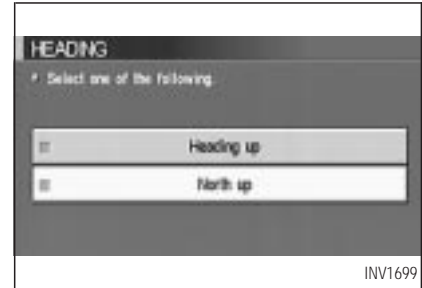 HEADING
Select one of the following.
Heading up
North up
INV1699